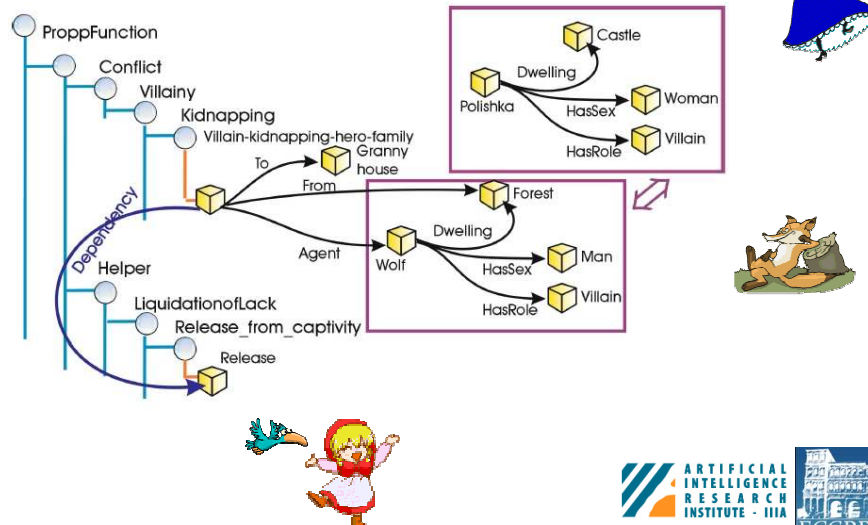 ProppFunction
Conflict
Villainy
Kidnapping
Villain-kidnapping-hero-family
To
Granny
house
From
Forest
Agent
Wolf
Dwelling
HasSex
Man
HasRole
Villain
Castle
Dwelling
Polishka
HasSex
Woman
HasRole
Villain
Dependency
Helper
LiquidationofLack
Release_from_captivity
Release
ARTIFICIAL
INTELLIGENCE
RESEARCH
INSTITUTE - IIIA